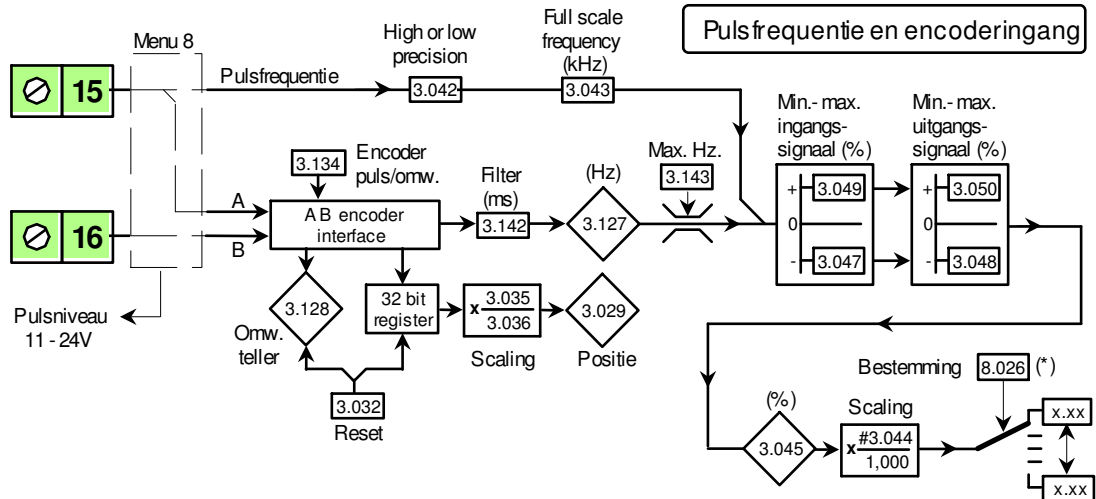 Pulsfrequentie en encoderingang
Menu 8
15
16
Pulsniveau
11 - 24V
Pulsfrequentie
High or low
precision
3.042
Full scale
frequency
(kHz)
3.043
A
B
3.134
Encoder
puls/omw.
AB encoder
interface
Filter
(ms)
3.142
(Hz)
3.127
Max. Hz.
3.143
3.128
Omw.
teller
32 bit
register
x 3.035
3.036
Scaling
3.029
Positie
3.032
Reset
Min.- max.
ingangs-
signaal (%)
+ 3.049
0
- 3.047
Min.- max.
uitgangs-
signaal (%)
+ 3.050
0
- 3.048
(%)
3.045
Scaling
x #3.044
1,000
Bestemming 8.026 (*)
x.xx
x.xx